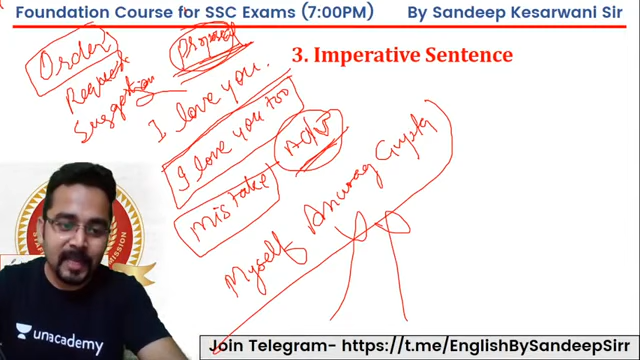 Foundation Course for SSC Exams (7:00PM) By Sandeep Kesarwani Sir
3. Imperative Sentence
Order
Request
Suggestion
Proposal
I love you.
I love you too
Adv
mistake
Myself Anurag Gupta
unacademy
Join Telegram- https://t.me/EnglishBySandeepSirr